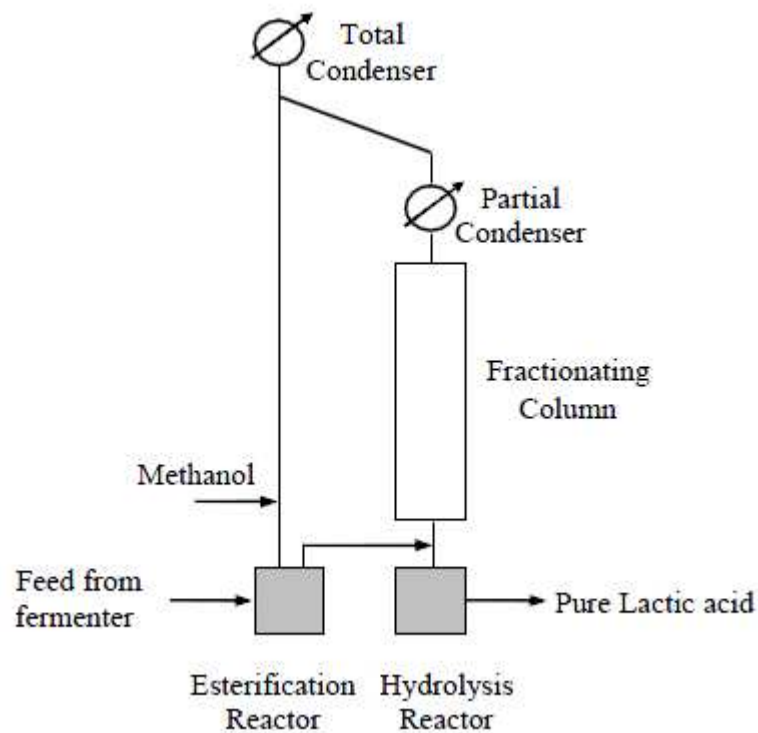 Total
Condenser
Partial
Condenser
Fractionating
Column
Methanol
Feed from
fermenter
Pure Lactic acid
Esterification
Reactor
Hydrolysis
Reactor